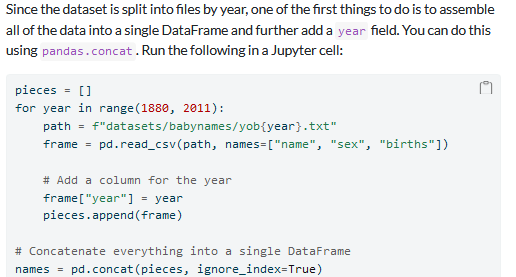 Since the dataset is split into files by year, one of the first things to do is to assemble
all of the data into a single DataFrame and further add a year field. You can do this
using pandas.concat. Run the following in a Jupyter cell:
pieces = []
for year in range(1880, 2011):
    path = f"datasets/babynames/yob{year}.txt"
    frame = pd.read_csv(path, names=["name", "sex", "births"])

    # Add a column for the year
    frame["year"] = year
    pieces.append(frame)

# Concatenate everything into a single DataFrame
names = pd.concat(pieces, ignore_index=True)